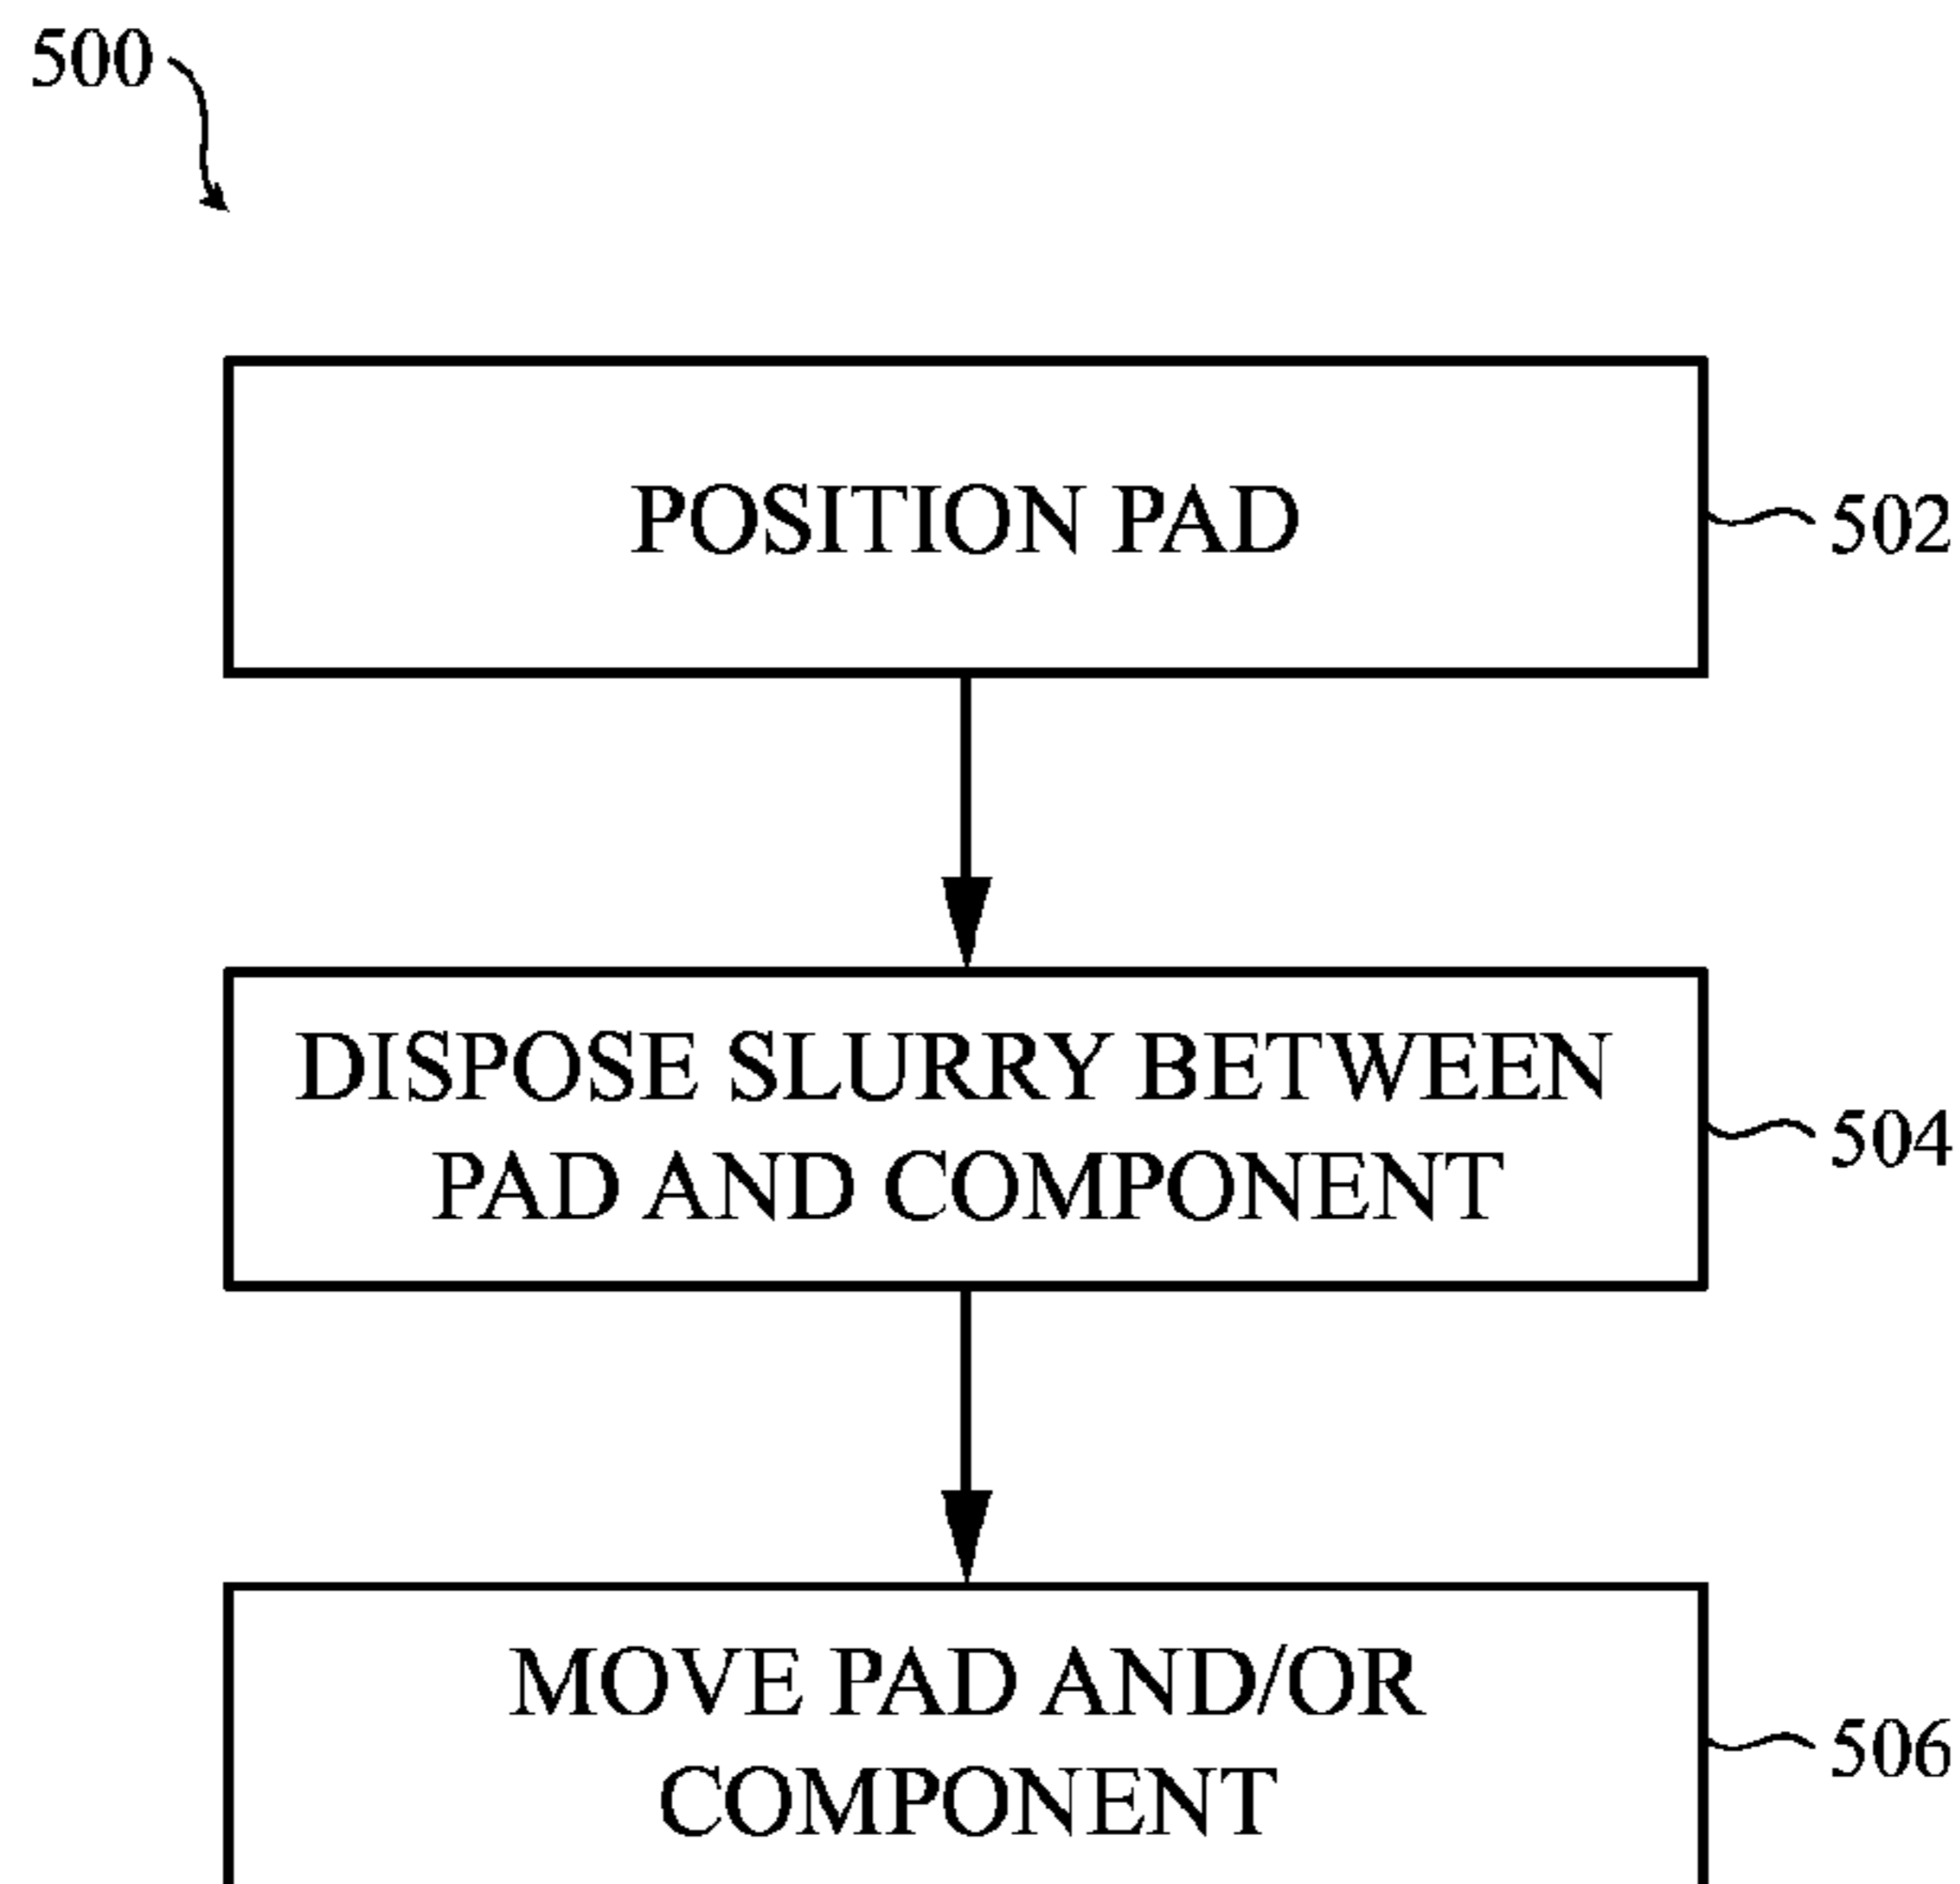 500
POSITION PAD
502
DISPOSE SLURRY BETWEEN
PAD AND COMPONENT
504
MOVE PAD AND/OR
COMPONENT
506